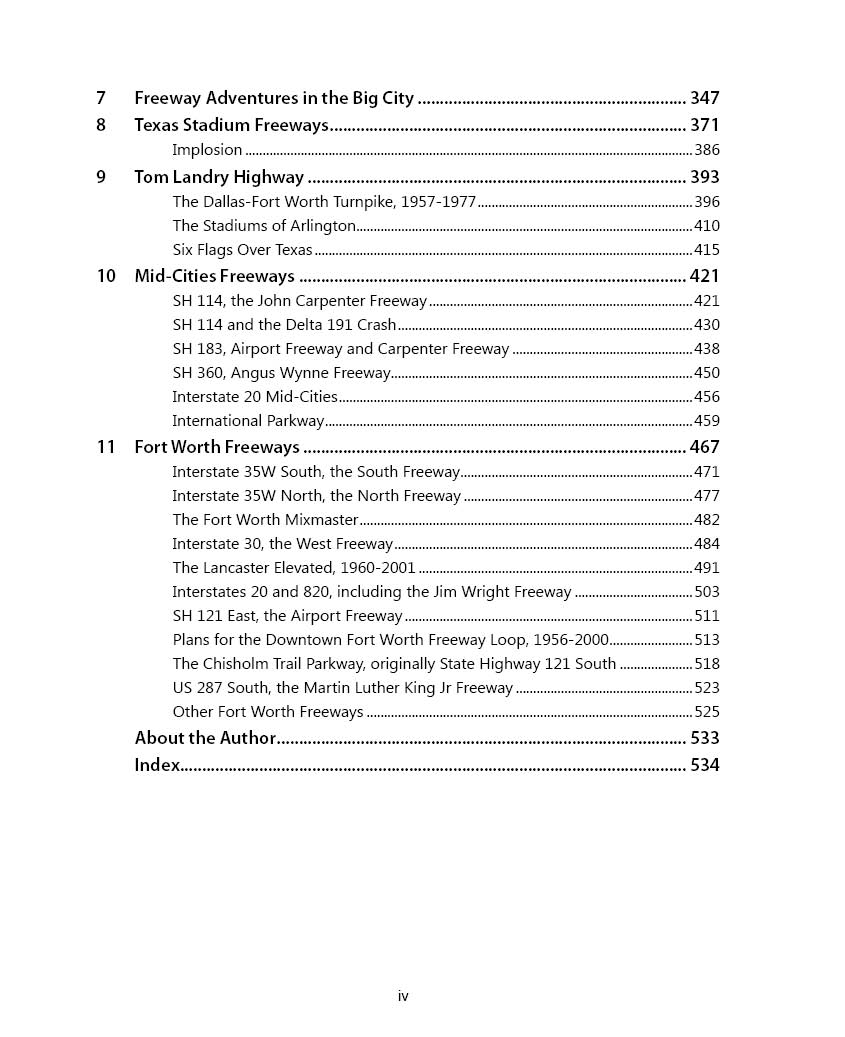 7 Freeway Adventures in the Big City ............................................................. 347
8 Texas Stadium Freeways................................................................................. 371
Implosion ................................................................................................................................. 386
9 Tom Landry Highway ...................................................................................... 393
The Dallas-Fort Worth Turnpike, 1957-1977.............................................................. 396
The Stadiums of Arlington................................................................................................. 410
Six Flags Over Texas ............................................................................................................. 415
10 Mid-Cities Freeways ........................................................................................ 421
SH 114, the John Carpenter Freeway ............................................................................ 421
SH 114 and the Delta 191 Crash..................................................................................... 430
SH 183, Airport Freeway and Carpenter Freeway .................................................... 438
SH 360, Angus Wynne Freeway....................................................................................... 450
Interstate 20 Mid-Cities...................................................................................................... 456
International Parkway.......................................................................................................... 459
11 Fort Worth Freeways ....................................................................................... 467
Interstate 35W South, the South Freeway................................................................... 471
Interstate 35W North, the North Freeway .................................................................. 477
The Fort Worth Mixmaster................................................................................................ 482
Interstate 30, the West Freeway...................................................................................... 484
The Lancaster Elevated, 1960-2001 ............................................................................... 491
Interstates 20 and 820, including the Jim Wright Freeway .................................. 503
SH 121 East, the Airport Freeway ................................................................................... 511
Plans for the Downtown Fort Worth Freeway Loop, 1956-2000........................ 513
The Chisholm Trail Parkway, originally State Highway 121 South ..................... 518
US 287 South, the Martin Luther King Jr Freeway ................................................... 523
Other Fort Worth Freeways .............................................................................................. 525
About the Author............................................................................................. 533
Index................................................................................................................... 534
iv